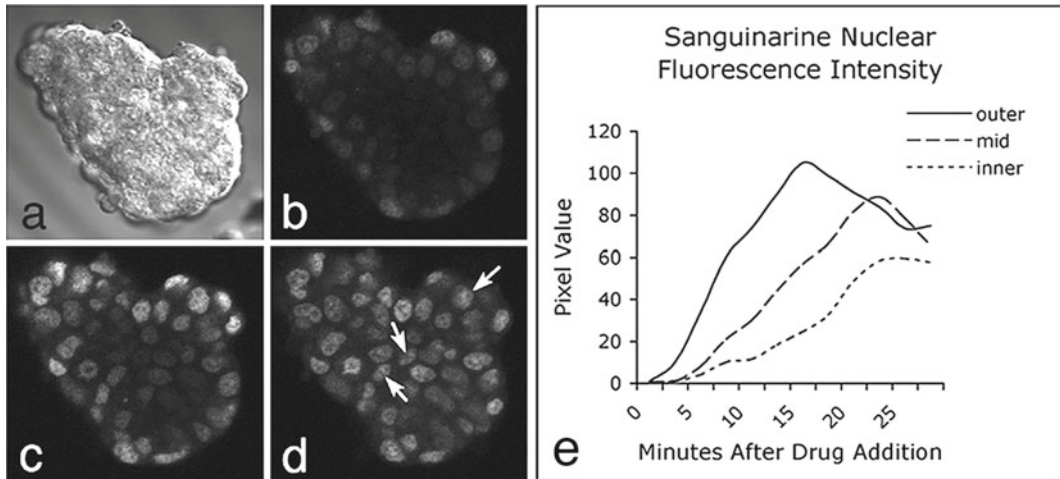 a
b
c
d
Sanguinarine Nuclear
Fluorescence Intensity
outer
mid
inner
120
100
80
60
40
20
0
Pixel Value
0
5
10
15
20
25
Minutes After Drug Addition
e